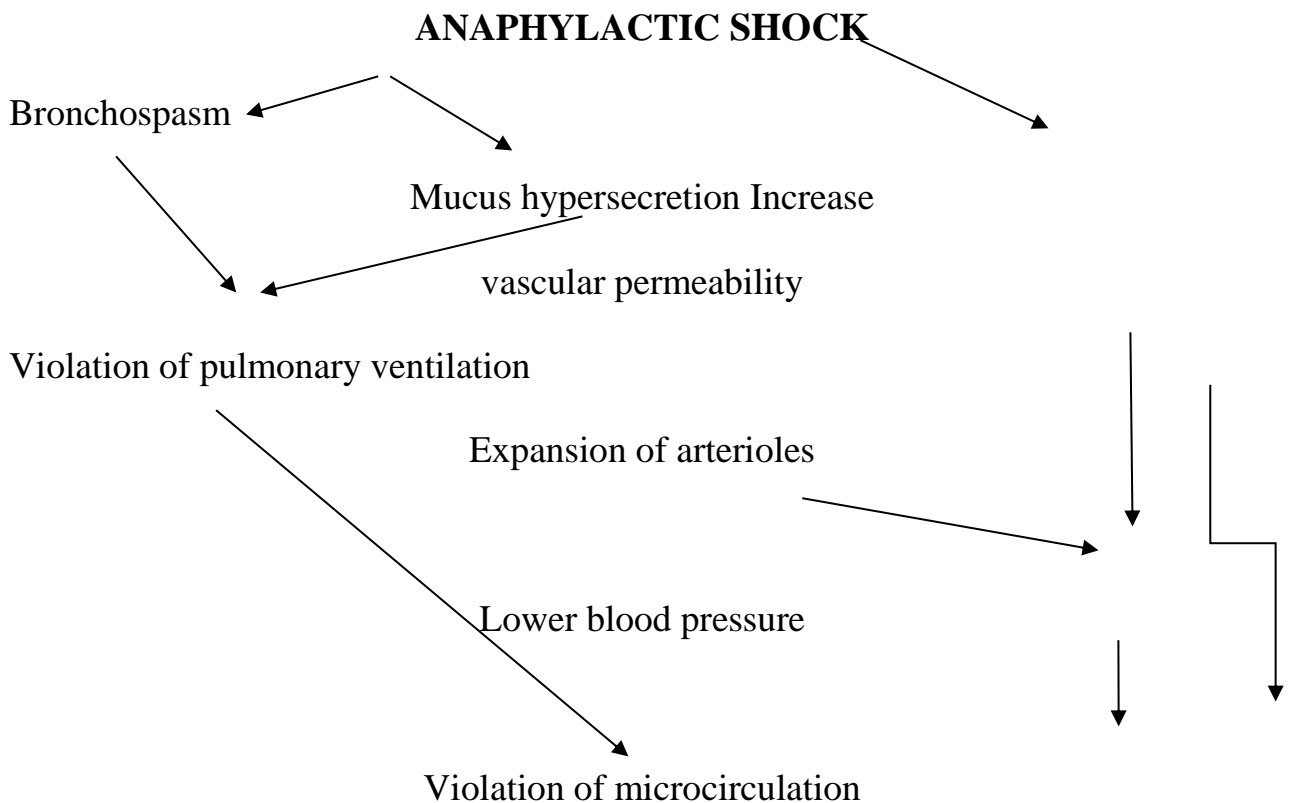 ANAPHYLACTIC SHOCK
Bronchospasm
Mucus hypersecretion Increase
vascular permeability
Violation of pulmonary ventilation
Expansion of arterioles
Lower blood pressure
Violation of microcirculation